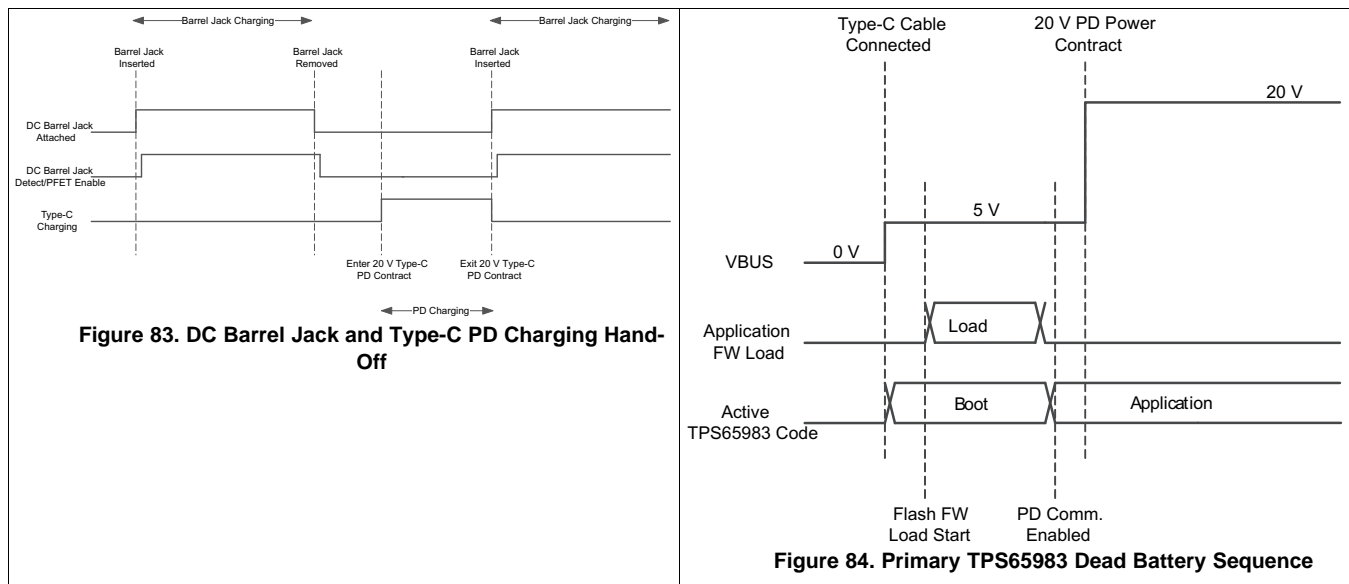 Barrel Jack Charging
Barrel Jack Charging
Barrel Jack
Inserted
Barrel Jack
Removed
Barrel Jack
Inserted
DC Barrel Jack
Attached
DC Barrel Jack
Detect/PFET Enable
Type-C
Charging
Enter 20 V Type-C
PD Contract
Exit 20 V Type-C
PD Contract
PD Charging
Figure 83. DC Barrel Jack and Type-C PD Charging Hand-
Off
Type-C Cable
Connected
20 V PD Power
Contract
20 V
5 V
0 V
VBUS
Load
Application
FW Load
Boot
Application
Active
TPS65983 Code
Flash FW
Load Start
PD Comm.
Enabled
Figure 84. Primary TPS65983 Dead Battery Sequence